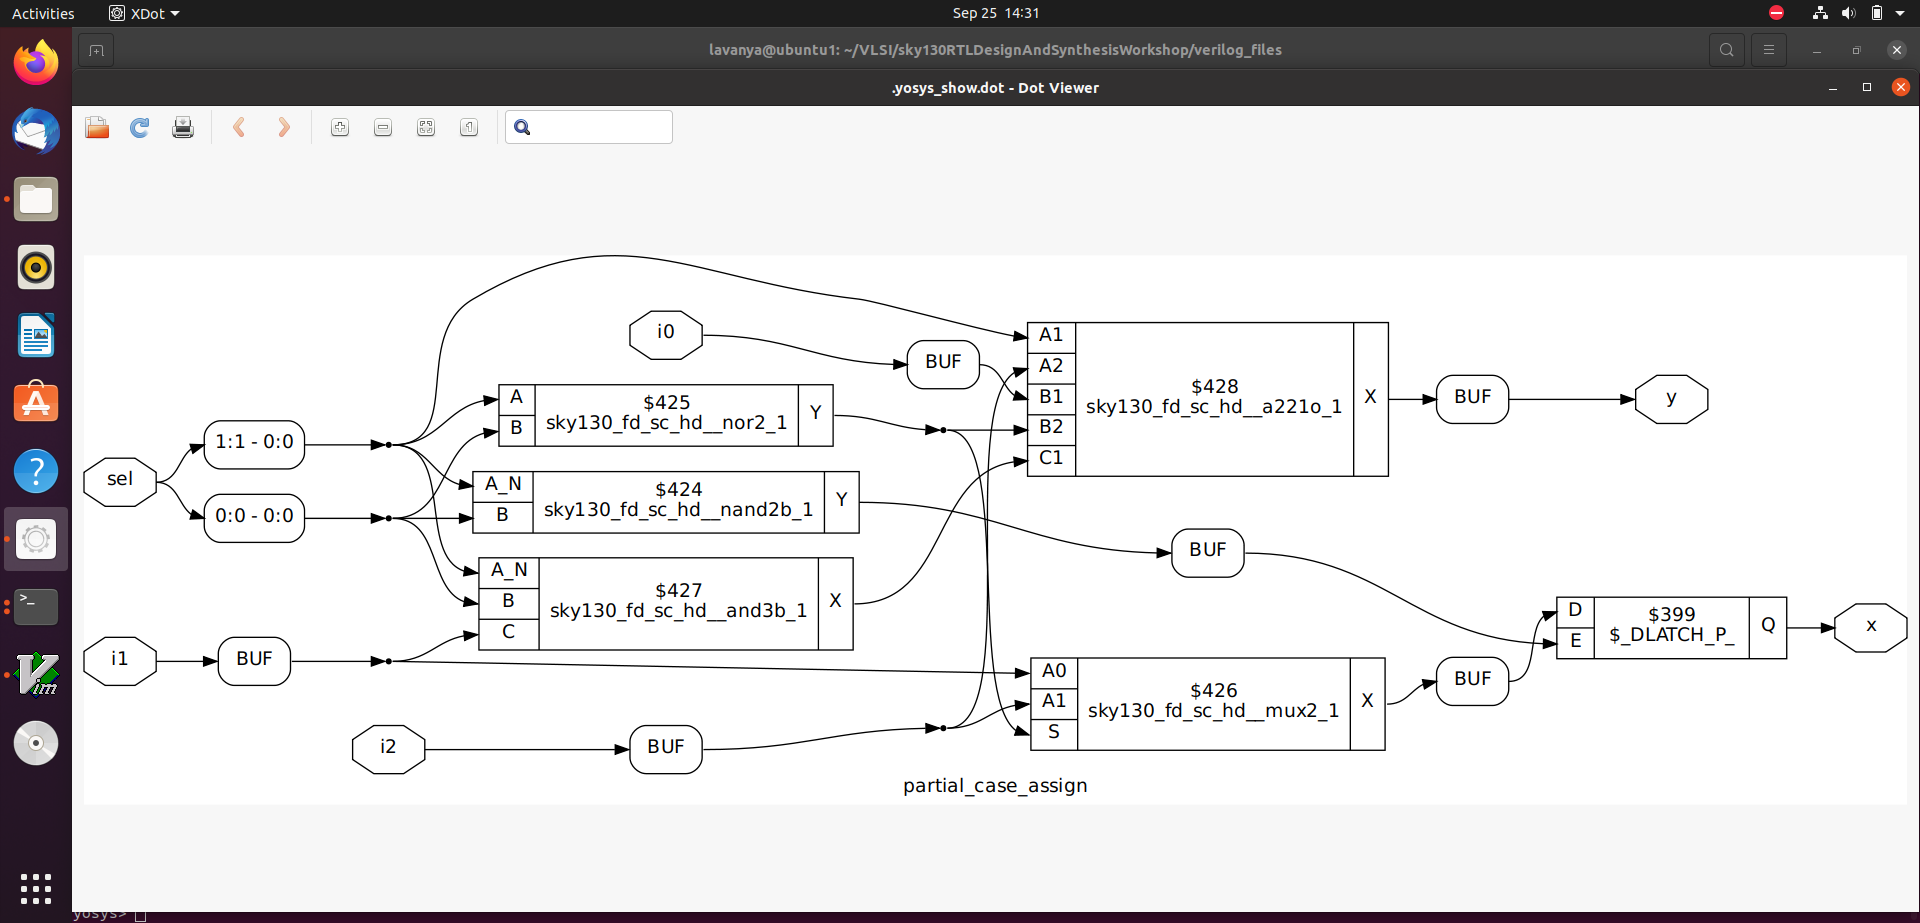 Activities
XDot
Sep 25 14:31
lavanya@ubuntu1: ~/VLSI/sky130RTLDesignAndSynthesisWorkshop/verilog_files
.yosys_show.dot - Dot Viewer
i0
BUF
A1
A2
B1
B2
C1
$428
sky130_fd_sc_hd__a221o_1
X
BUF
y
A
B
$425
sky130_fd_sc_hd__nor2_1
Y
sel
1:1 - 0:0
0:0 - 0:0
A_N
B
$424
sky130_fd_sc_hd__nand2b_1
Y
BUF
A_N
B
C
$427
sky130_fd_sc_hd__and3b_1
X
D
E
$399
$_DLATCH_P_
Q
x
i1
BUF
A0
A1
S
$426
sky130_fd_sc_hd__mux2_1
X
BUF
i2
BUF
partial_case_assign
yosys>